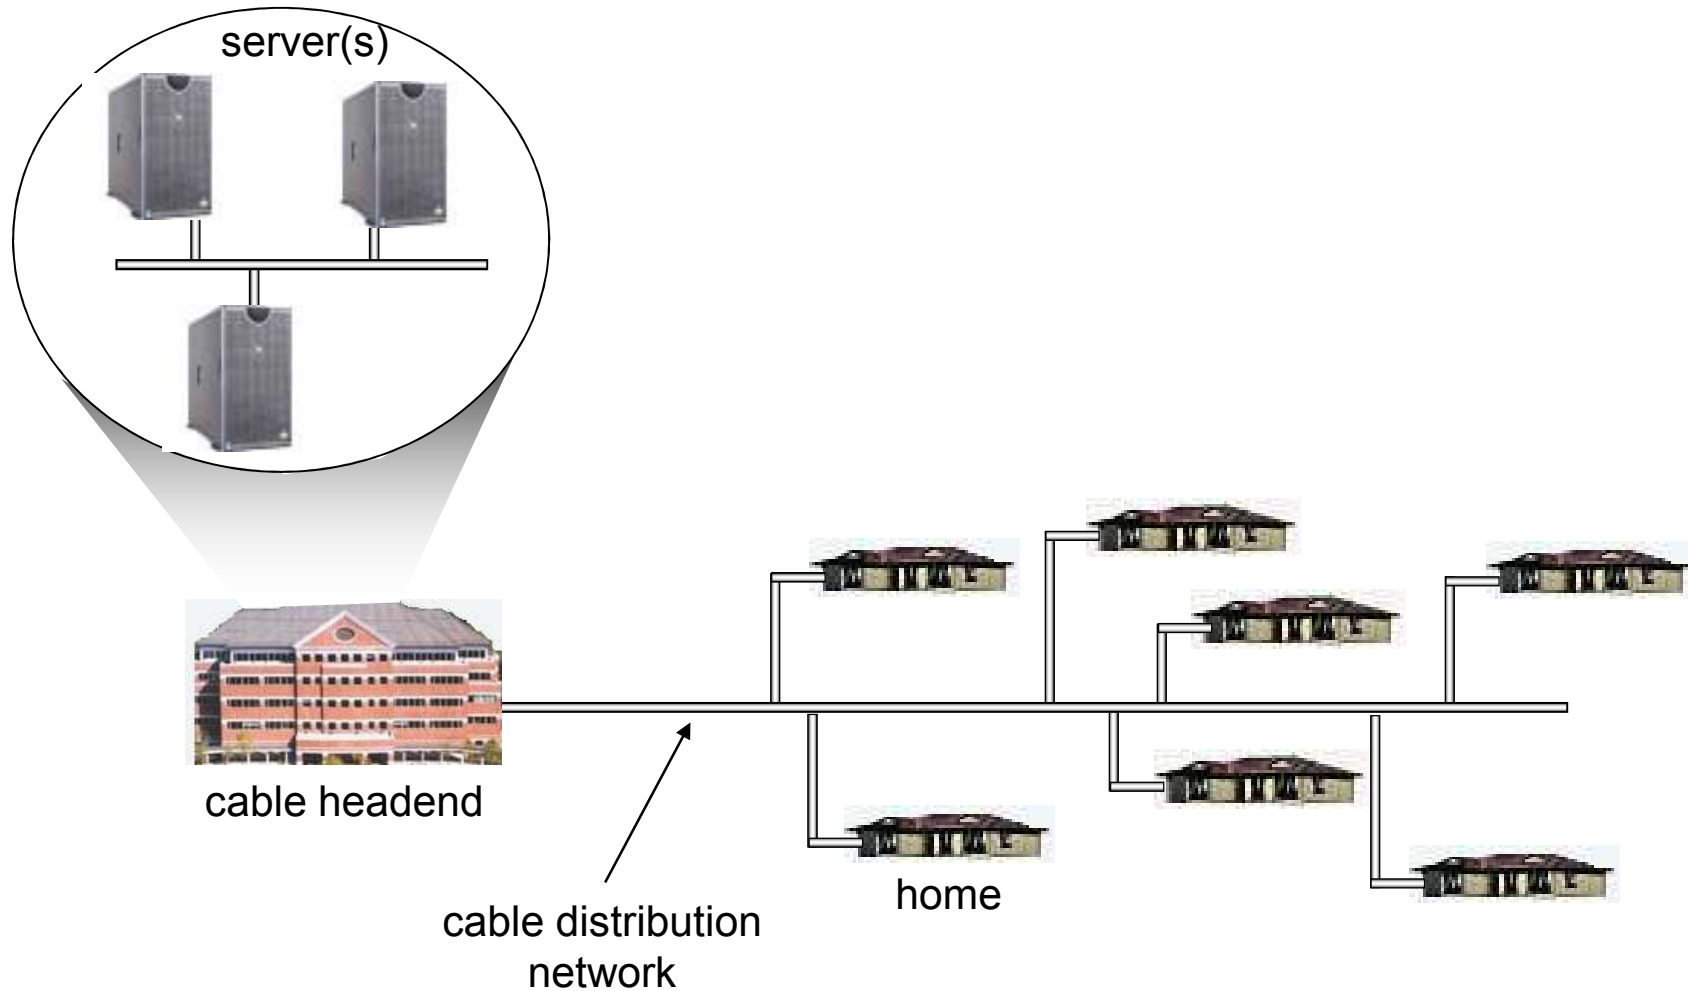 server(s)
cable headend
home
cable distribution
network